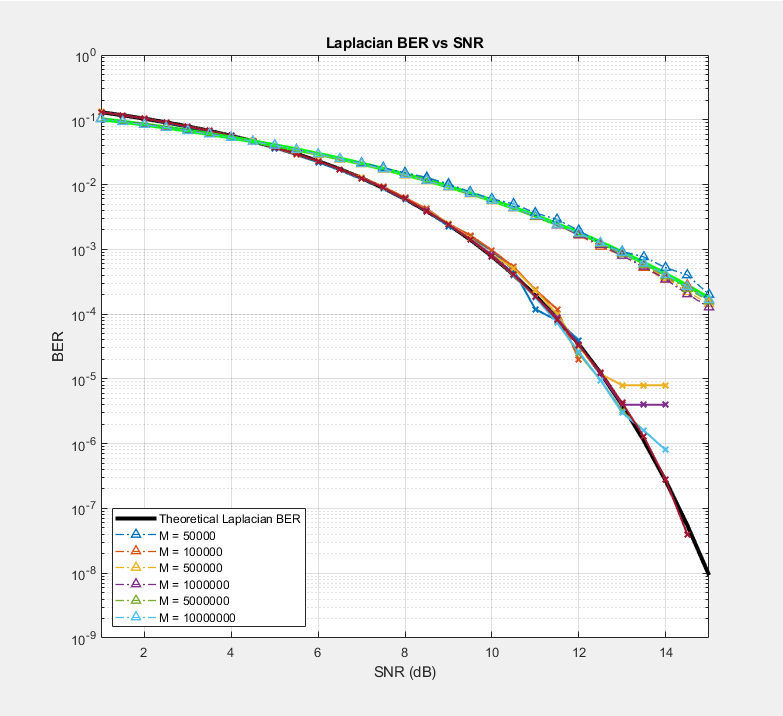 Laplacian BER vs SNR
10^0
10^-1
10^-2
10^-3
10^-4
10^-5
10^-6
10^-7
10^-8
10^-9
BER
Theoretical Laplacian BER
M = 50000
M = 100000
M = 500000
M = 1000000
M = 5000000
M = 10000000
2 4 6 8 10 12 14
SNR (dB)